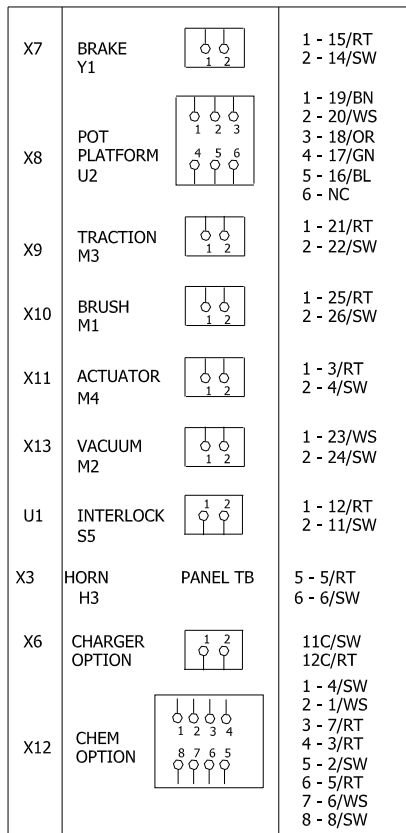 X7 BRAKE Y1 1 2 1 - 15/RT
2 - 14/SW
X8 POT PLATFORM U2 1 2 3 4 5 6 1 - 19/BN
2 - 20/WS
3 - 18/OR
4 - 17/GN
5 - 16/BL
6 - NC
X9 TRACTION M3 1 2 1 - 21/RT
2 - 22/SW
X10 BRUSH M1 1 2 1 - 25/RT
2 - 26/SW
X11 ACTUATOR M4 1 2 1 - 3/RT
2 - 4/SW
X13 VACUUM M2 1 2 1 - 23/WS
2 - 24/SW
U1 INTERLOCK S5 1 2 1 - 12/RT
2 - 11/SW
X3 HORN H3 PANEL TB 5 - 5/RT
6 - 6/SW
X6 CHARGER OPTION 1 2 11C/SW
12C/RT
X12 CHEM OPTION 1 2 3 4 8 7 6 5 1 - 4/SW
2 - 1/WS
3 - 7/RT
4 - 3/RT
5 - 2/SW
6 - 5/RT
7 - 6/WS
8 - 8/SW